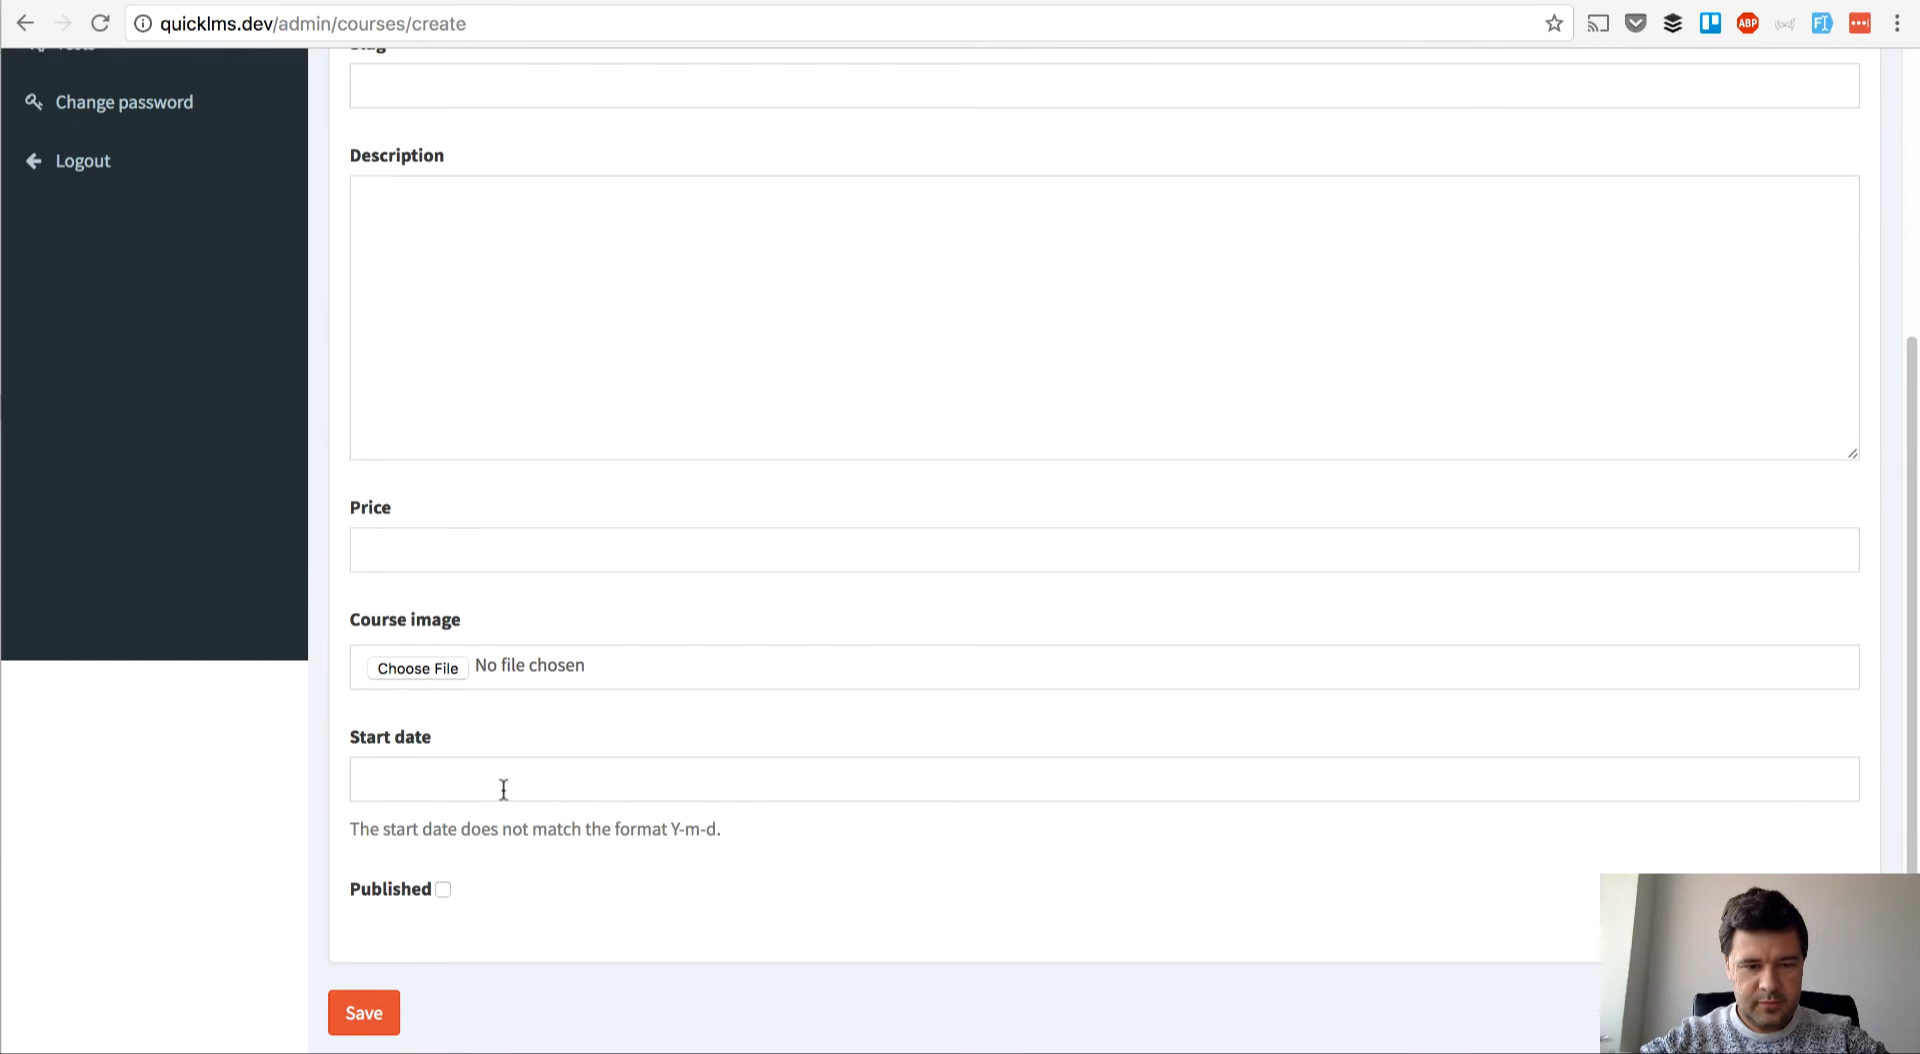 quicklms.dev/admin/courses/create
ABP
Change password
Logout
Description
Price
Course image
Choose File No file chosen
Start date
The start date does not match the format Y-m-d.
Published
Save